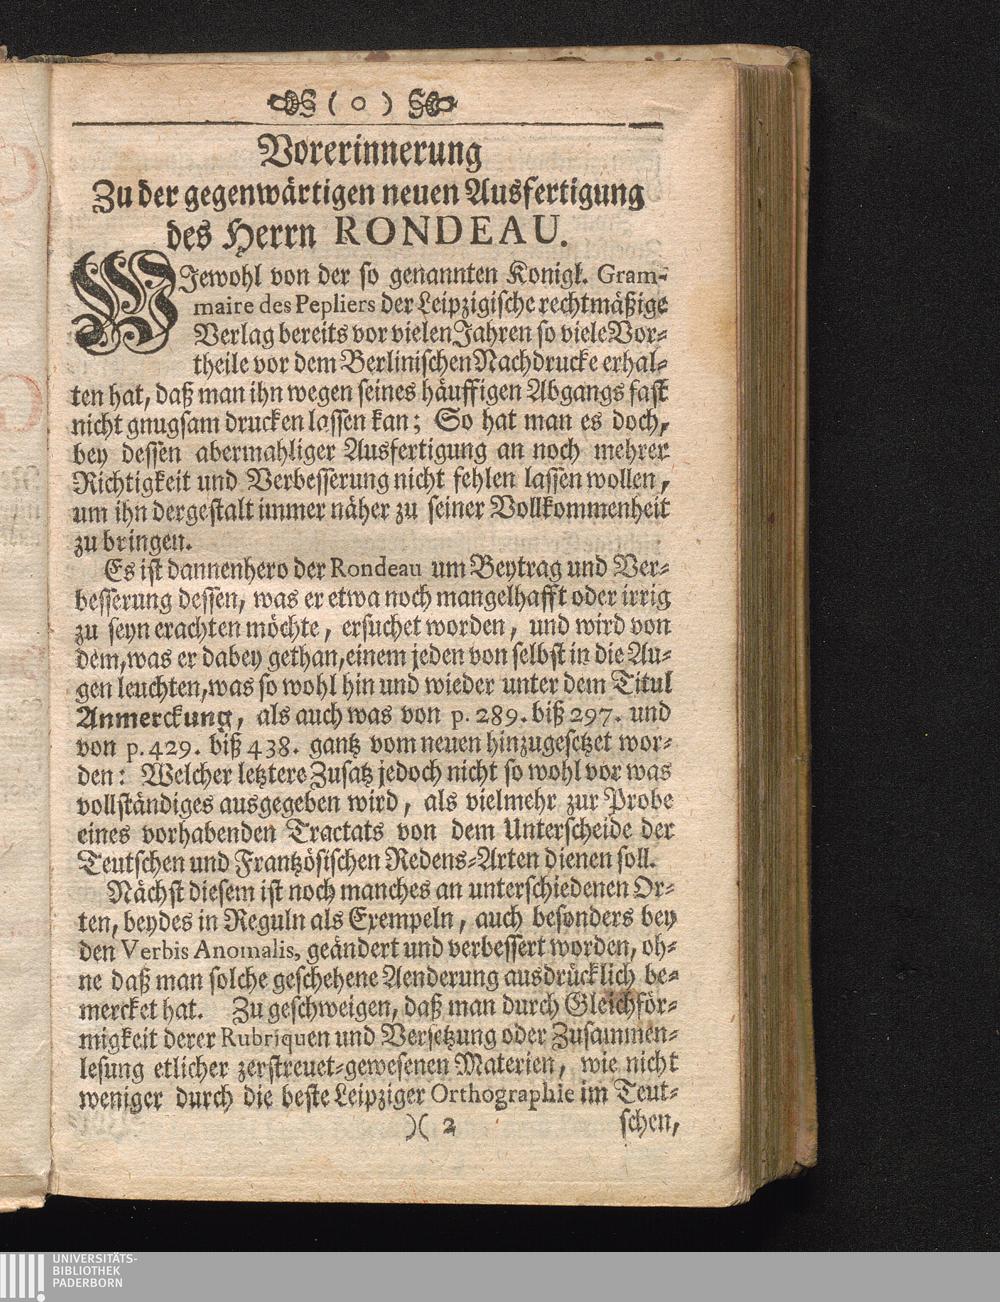 ( o )
Vorerinnerung
Zu der gegenwärtigen neuen Ausfertigung
des Herrn RONDEAU.
WJewohl von der so genannten Konigl. Gram-
maire des Pepliers der Leipzigische rechtmäßige
Verlag bereits vor vielen Jahren so viele Vor-
theile vor dem Berlinischen Nachdrucke erhal-
ten hat, daß man ihn wegen seines häuffigen Abgangs fast
nicht gnugsam drucken lassen kan; So hat man es doch,
bey dessen abermahliger Ausfertigung an noch mehrer
Richtigkeit und Verbesserung nicht fehlen lassen wollen,
um ihn dergestalt immer näher zu seiner Vollkommenheit
zu bringen.
Es ist dannenhero der Rondeau um Beytrag und Ver-
besserung dessen, was er etwa noch mangelhafft oder irrig
zu seyn erachten möchte, ersuchet worden, und wird von
dem, was er dabey gethan, einem jeden von selbst in die Au-
gen leuchten, was so wohl hin und wieder unter dem Titul
Anmerckung, als auch was von p. 289. biß 297. und
von p. 429. biß 438. gantz vom neuen hinzugesetzet wor-
den: Welcher letztere Zusatz jedoch nicht so wohl vor was
vollständiges ausgegeben wird, als vielmehr zur Probe
eines vorhabenden Tractats von dem Unterscheide der
Teutschen und Frantzösischen Redens-Arten dienen soll.
Nächst diesem ist noch manches an unterschiedenen Or-
ten, beydes in Reguln als Exempeln, auch besonders bey
den Verbis Anomalis, geändert und verbessert worden, oh-
ne daß man solche geschehene Aenderung ausdrücklich be-
mercket hat. Zu geschweigen, daß man durch Gleichför-
migkeit derer Rubriquen und Versetzung oder Zusammen-
lesung etlicher zerstreuet-gewesenen Materien, wie nicht
weniger durch die beste Leipziger Orthographie im Teut-
)( 2 schen,
UNIVERSITÄTS-
BIBLIOTHEK
PADERBORN